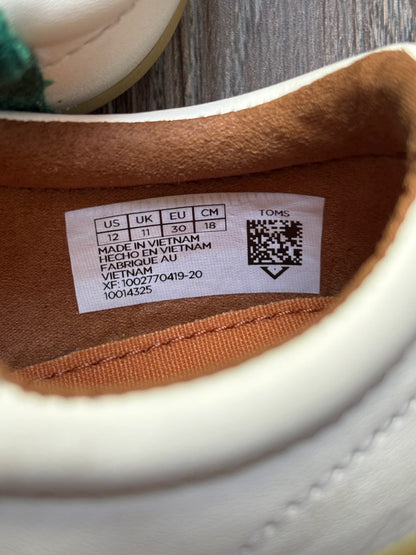 US UK EU CM
12 11 30 18
MADE IN VIETNAM
HECHO EN VIETNAM
FABRIQUE AU
VIETNAM
XF: 1002770419-20
10014325
TOMS